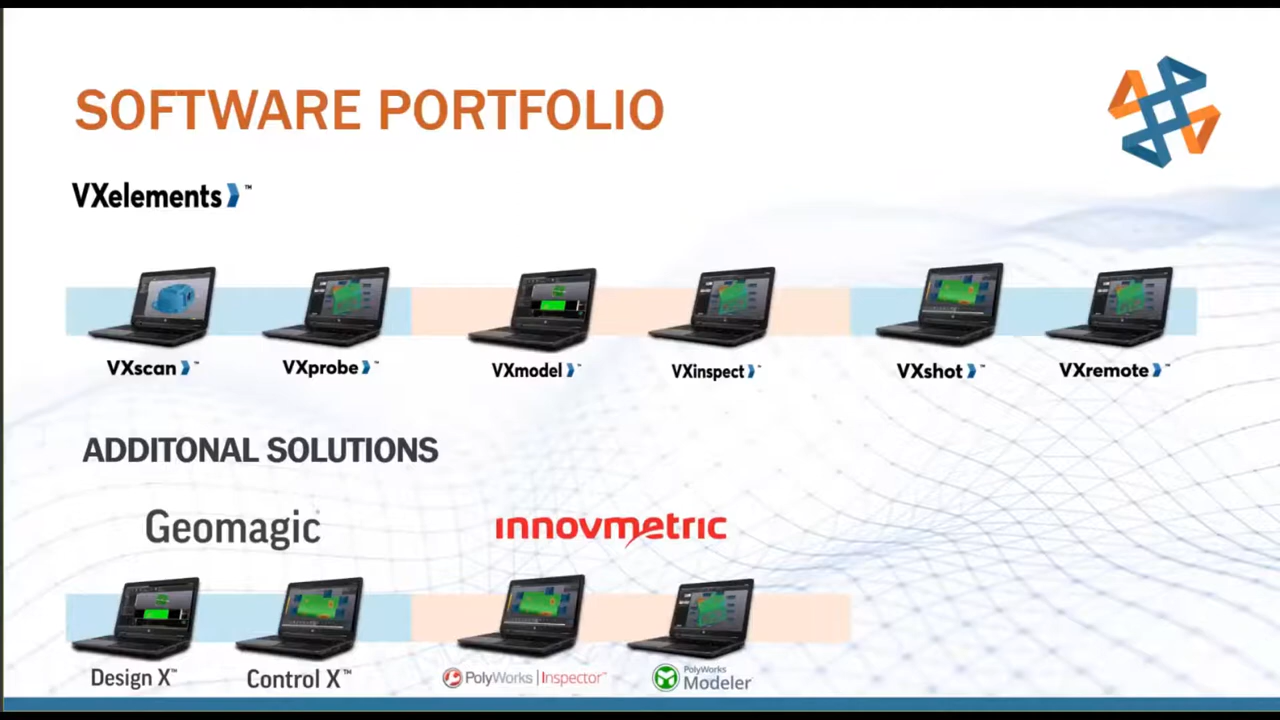 SOFTWARE PORTFOLIO
VXelements™
VXscan™ VXprobe™ VXmodel™ VXinspect™ VXshot™ VXremote™
ADDITONAL SOLUTIONS
Geomagic innovmetric
Design X™ Control X™ PolyWorks|Inspector™ PolyWorks Modeler